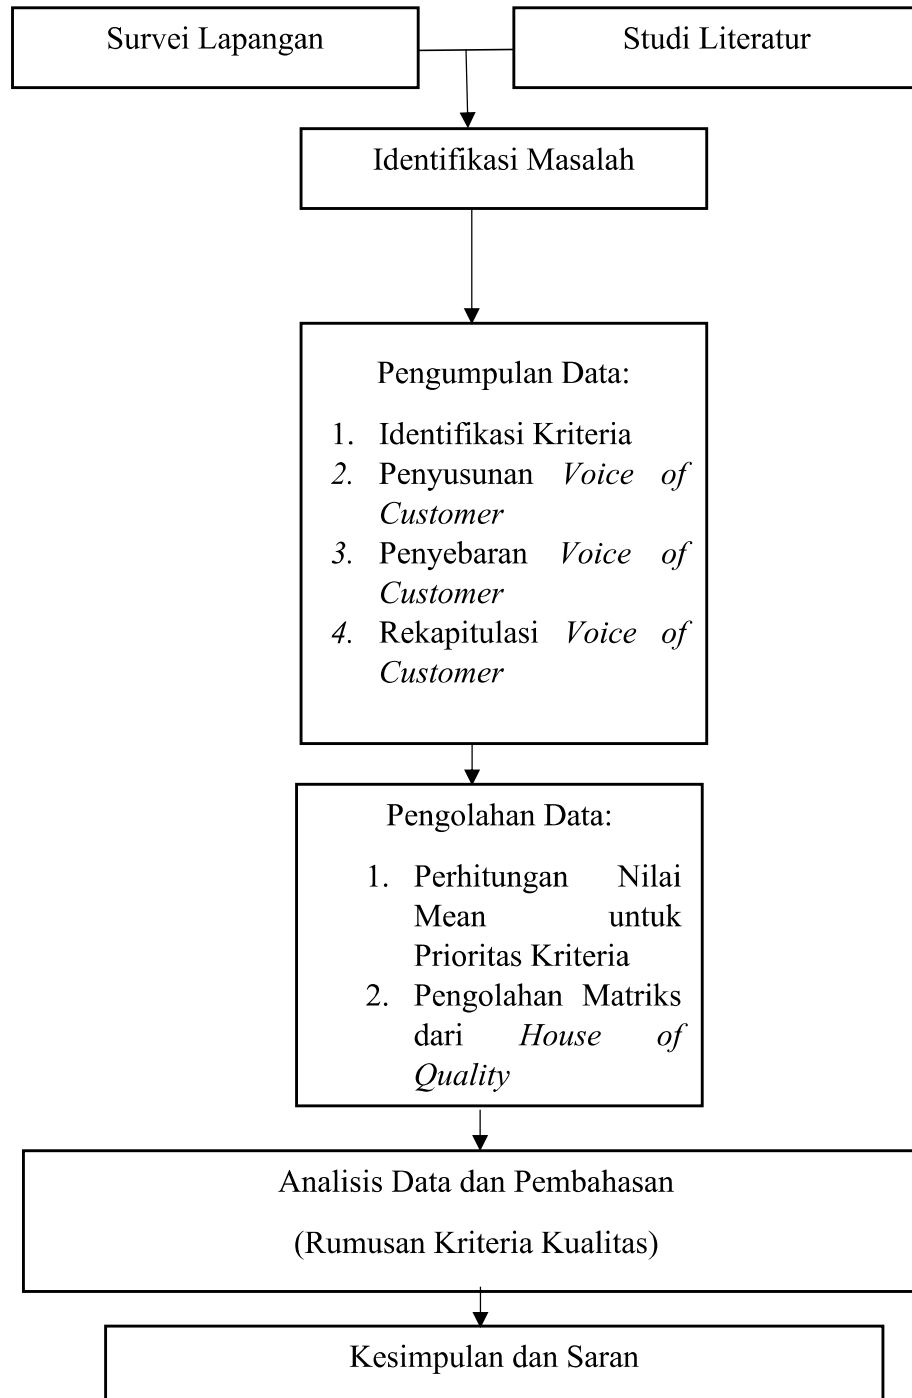 Survei Lapangan
Studi Literatur
Identifikasi Masalah
Pengumpulan Data:
1. Identifikasi Kriteria
2. Penyusunan Voice of
Customer
3. Penyebaran Voice of
Customer
4. Rekapitulasi Voice of
Customer
Pengolahan Data:
1. Perhitungan Nilai
Mean untuk
Prioritas Kriteria
2. Pengolahan Matriks
dari House of
Quality
Analisis Data dan Pembahasan
(Rumusan Kriteria Kualitas)
Kesimpulan dan Saran